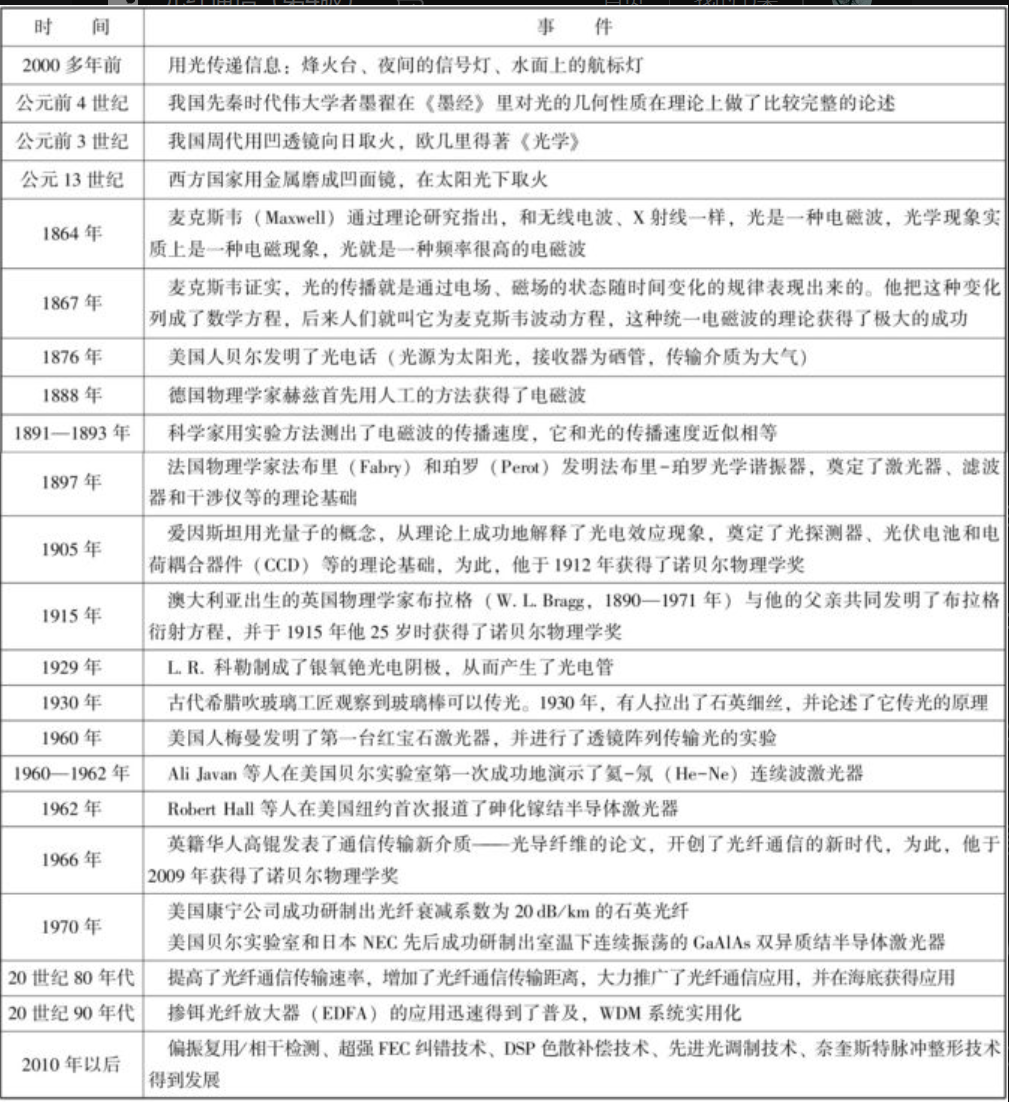 时 间 事 件
2000 多年前 用光传递信息：烽火台、夜间的信号灯、水面上的航标灯
公元前 4 世纪 我国先秦时代伟大学者墨翟在《墨经》里对光的几何性质在理论上做了比较完整的论述
公元前 3 世纪 我国周代用凹透镜向日取火，欧几里得著《光学》
公元 13 世纪 西方国家用金属磨成凹面镜，在太阳光下取火
1864 年 麦克斯韦（Maxwell）通过理论研究指出，和无线电波、X 射线一样，光是一种电磁波，光学现象实
质上是一种电磁现象，光就是一种频率很高的电磁波
1867 年 麦克斯韦证实，光的传播就是通过电场、磁场的状态随时间变化的规律表现出来的。他把这种变化
列成了数学方程，后来人们就叫它为麦克斯韦波动方程，这种统一电磁波的理论获得了极大的成功
1876 年 美国人贝尔发明了光电话（光源为太阳光，接收器为硒管，传输介质为大气）
1888 年 德国物理学家赫兹首先用人工的方法获得了电磁波
1891—1893 年 科学家用实验方法测出了电磁波的传播速度，它和光的传播速度近似相等
1897 年 法国物理学家法布里（Fabry）和珀罗（Perot）发明法布里-珀罗光学谐振器，奠定了激光器、滤波
器和干涉仪等的理论基础
1905 年 爱因斯坦用光量子的概念，从理论上成功地解释了光电效应现象，奠定了光探测器、光伏电池和电
荷耦合器件（CCD）等的理论基础，为此，他于 1912 年获得了诺贝尔物理学奖
1915 年 澳大利亚出生的英国物理学家布拉格（W. L. Bragg，1890—1971 年）与他的父亲共同发明了布拉格
衍射方程，并于 1915 年他 25 岁时获得了诺贝尔物理学奖
1929 年 L. R. 科勒制成了银氧铯光电阴极，从而产生了光电管
1930 年 古代希腊吹玻璃工匠观察到玻璃棒可以传光。1930 年，有人拉出了石英细丝，并论述了它传光的原理
1960 年 美国人梅曼发明了第一台红宝石激光器，并进行了透镜阵列传输光的实验
1960—1962 年 Ali Javan 等人在美国贝尔实验室第一次成功地演示了氦-氖（He-Ne）连续波激光器
1962 年 Robert Hall 等人在美国纽约首次报道了砷化镓结半导体激光器
1966 年 英籍华人高锟发表了通信传输新介质——光导纤维的论文，开创了光纤通信的新时代，为此，他于
2009 年获得了诺贝尔物理学奖
1970 年 美国康宁公司成功研制出光纤衰减系数为 20 dB/km 的石英光纤
美国贝尔实验室和日本 NEC 先后成功研制出室温下连续振荡的 GaAlAs 双异质结半导体激光器
20 世纪 80 年代 提高了光纤通信传输速率，增加了光纤通信传输距离，大力推广了光纤通信应用，并在海底获得应用
20 世纪 90 年代 掺铒光纤放大器（EDFA）的应用迅速得到了普及，WDM 系统实用化
2010 年以后 偏振复用/相干检测、超强 FEC 纠错技术、DSP 色散补偿技术、先进光调制技术、奈奎斯特脉冲整形技术
得到发展